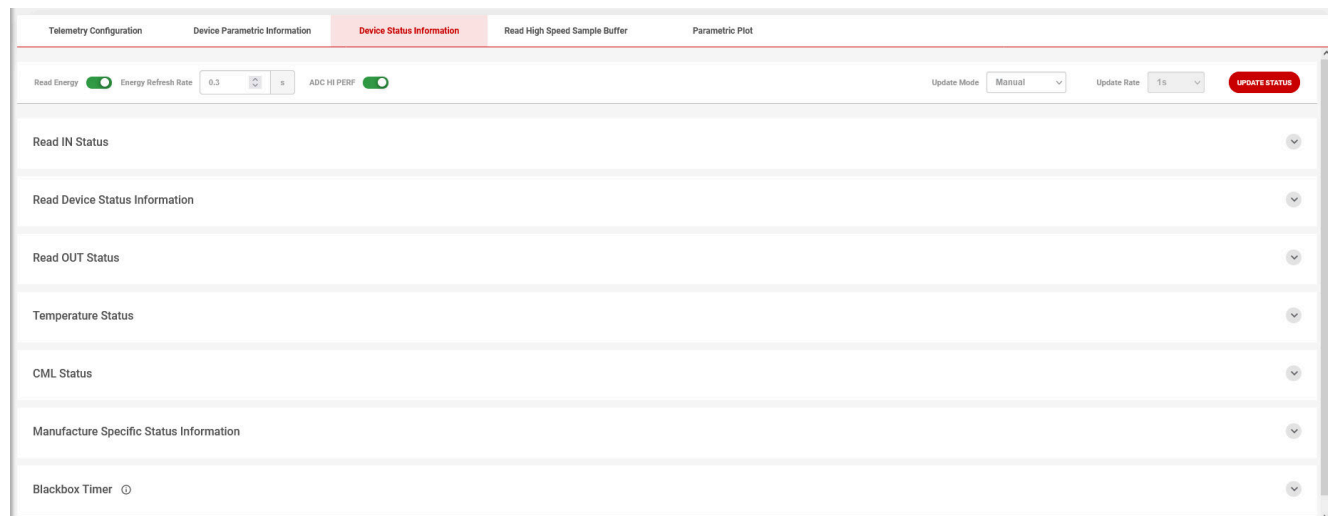 Telemetry Configuration Device Parametric Information Device Status Information Read High Speed Sample Buffer Parametric Plot
Read Energy Energy Refresh Rate 0.3 s ADC HI PERF Update Mode Manual Update Rate 1s UPDATE STATUS
Read IN Status
Read Device Status Information
Read OUT Status
Temperature Status
CML Status
Manufacture Specific Status Information
Blackbox Timer